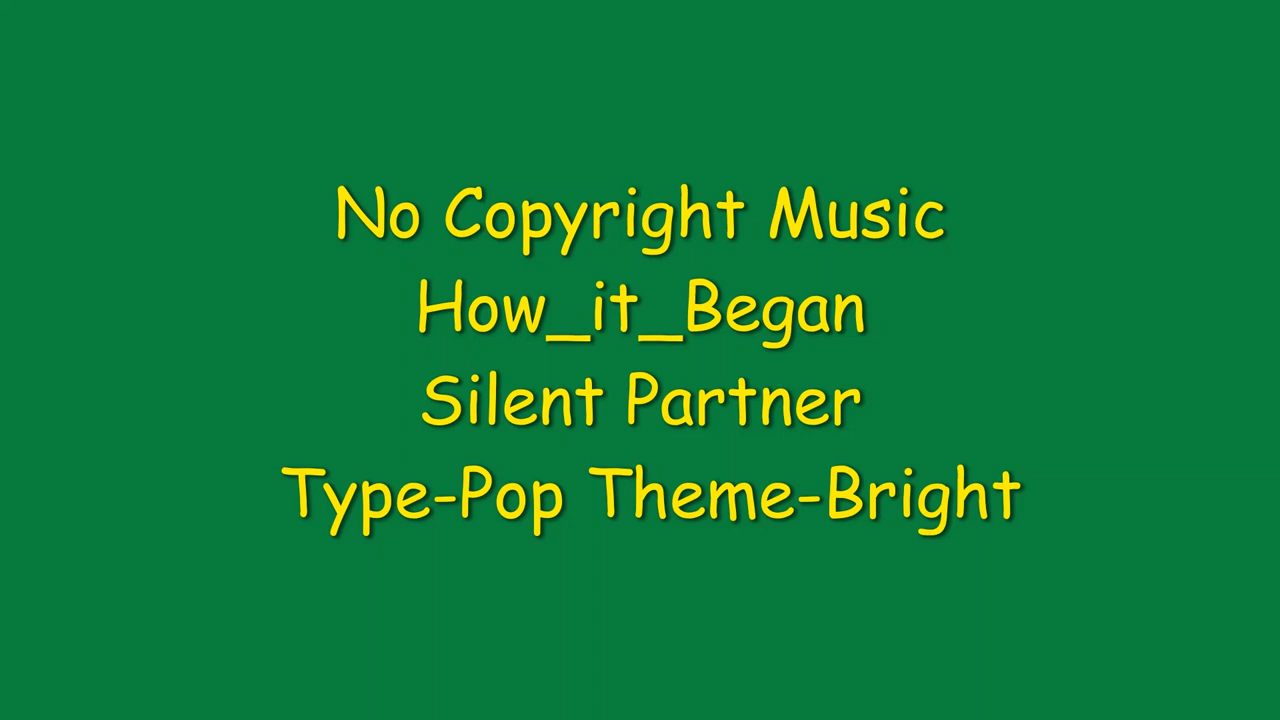 No Copyright Music
How_it_Began
Silent Partner
Type-Pop Theme-Bright